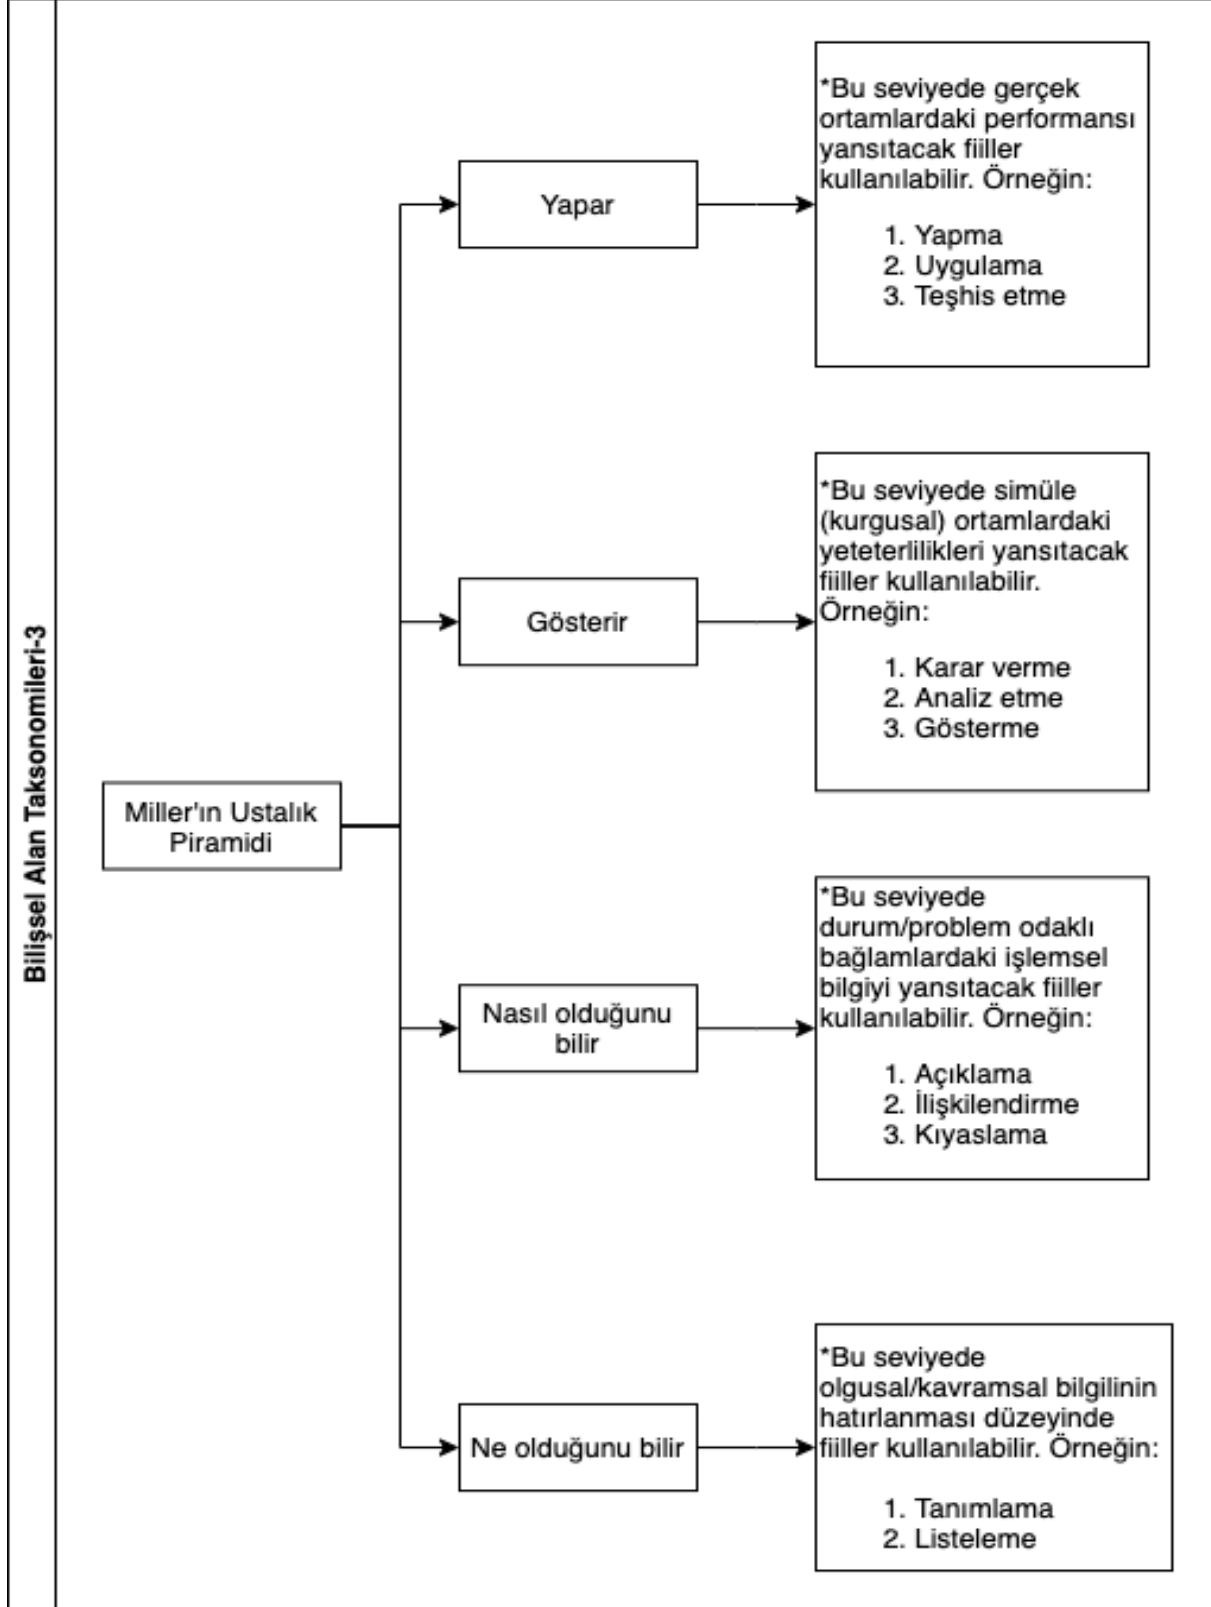 Bilişsel Alan Taksonomileri-3
Miller'ın Ustalık
Piramidi
Yapar
*Bu seviyede gerçek
ortamlardaki performansı
yansıtacak fiiller
kullanılabilir. Örneğin:
1. Yapma
2. Uygulama
3. Teşhis etme
Gösterir
*Bu seviyede simüle
(kurgusal) ortamlardaki
yeteterlilikleri yansıtacak
fiiller kullanılabilir.
Örneğin:
1. Karar verme
2. Analiz etme
3. Gösterme
Nasıl olduğunu
bilir
*Bu seviyede
durum/problem odaklı
bağlamlardaki işlemsel
bilgiyi yansıtacak fiiller
kullanılabilir. Örneğin:
1. Açıklama
2. İlişkilendirme
3. Kıyaslama
Ne olduğunu bilir
*Bu seviyede
olgusal/kavramsal bilgilinin
hatırlanması düzeyinde
fiiller kullanılabilir. Örneğin:
1. Tanımlama
2. Listeleme